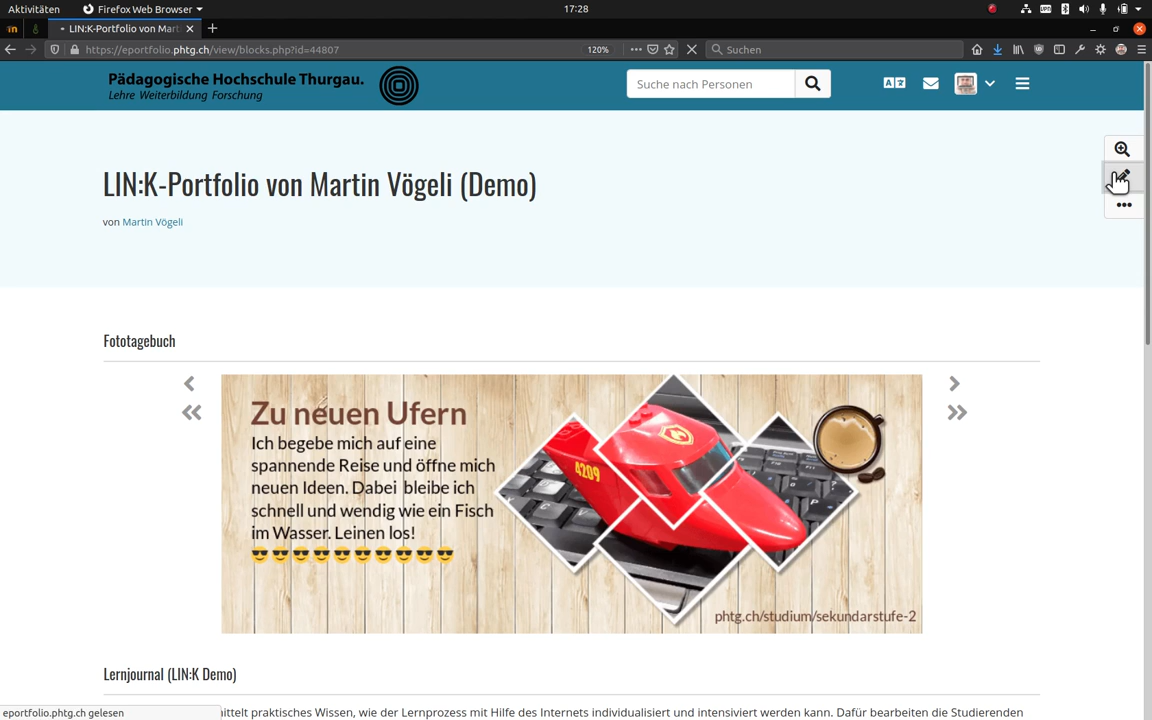 Aktivitäten Firefox Web Browser 17:28
LIN:K-Portfolio von Mart
https://eportfolio.phtg.ch/view/blocks.php?id=44807 120% Suchen
Pädagogische Hochschule Thurgau.
Lehre Weiterbildung Forschung
Suche nach Personen
LIN:K-Portfolio von Martin Vögeli (Demo)
von Martin Vögeli
Fototagebuch
Zu neuen Ufern
Ich begebe mich auf eine
spannende Reise und öffne mich
neuen Ideen. Dabei bleibe ich
schnell und wendig wie ein Fisch
im Wasser. Leinen los!
😎😎😎😎😎😎😎😎😎😎
4209
phtg.ch/studium/sekundarstufe-2
Lernjournal (LIN:K Demo)
eportfolio.phtg.ch gelesen
praktisches Wissen, wie der Lernprozess mit Hilfe des Internets individualisiert und intensiviert werden kann. Dafür bearbeiten die Studierenden